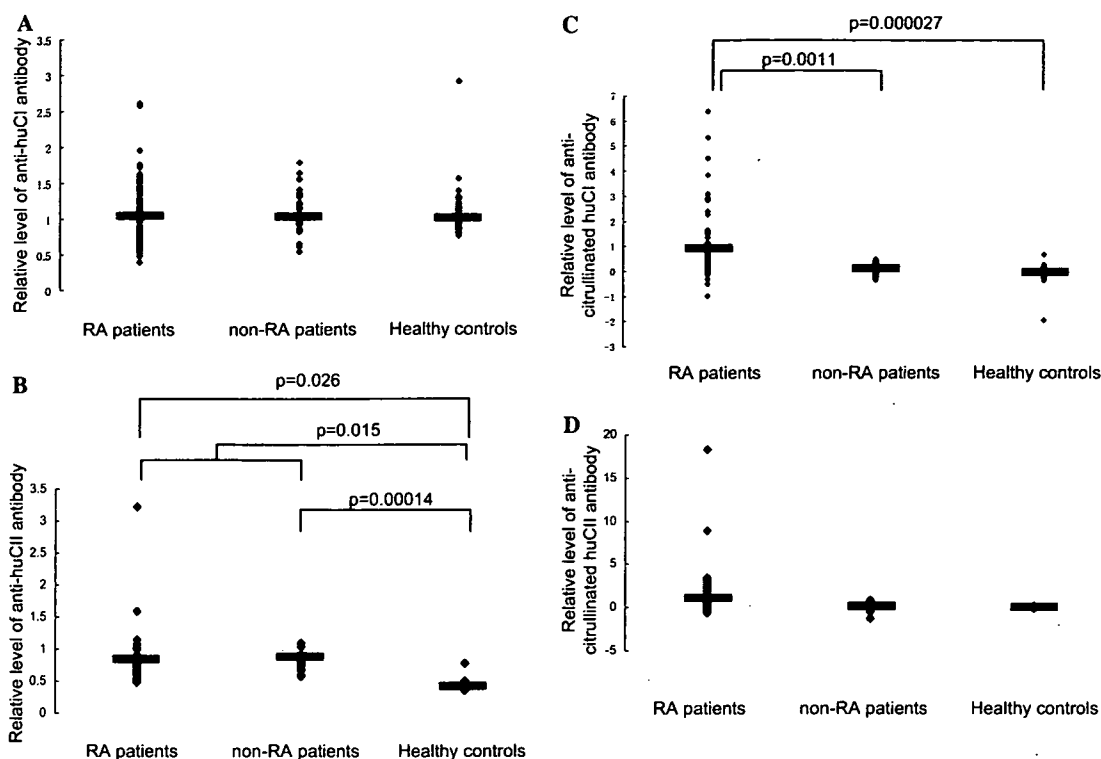 A
Relative level of anti-huCI antibody
3.5
3
2.5
2
1.5
1
0.5
0
RA patients
non-RA patients
Healthy controls
B
p=0.026
p=0.015
p=0.00014
Relative level of anti-huCII antibody
3.5
3
2.5
2
1.5
1
0.5
0
RA patients
non-RA patients
Healthy controls
C
p=0.000027
p=0.0011
Relative level of anti-
citrullinated huCI antibody
7
6
5
4
3
2
1
0
-1
-2
-3
RA patients
non-RA patients
Healthy controls
D
Relative level of anti-
citrullinated huCII antibody
20
15
10
5
0
-5
RA patients
non-RA patients
Healthy controls